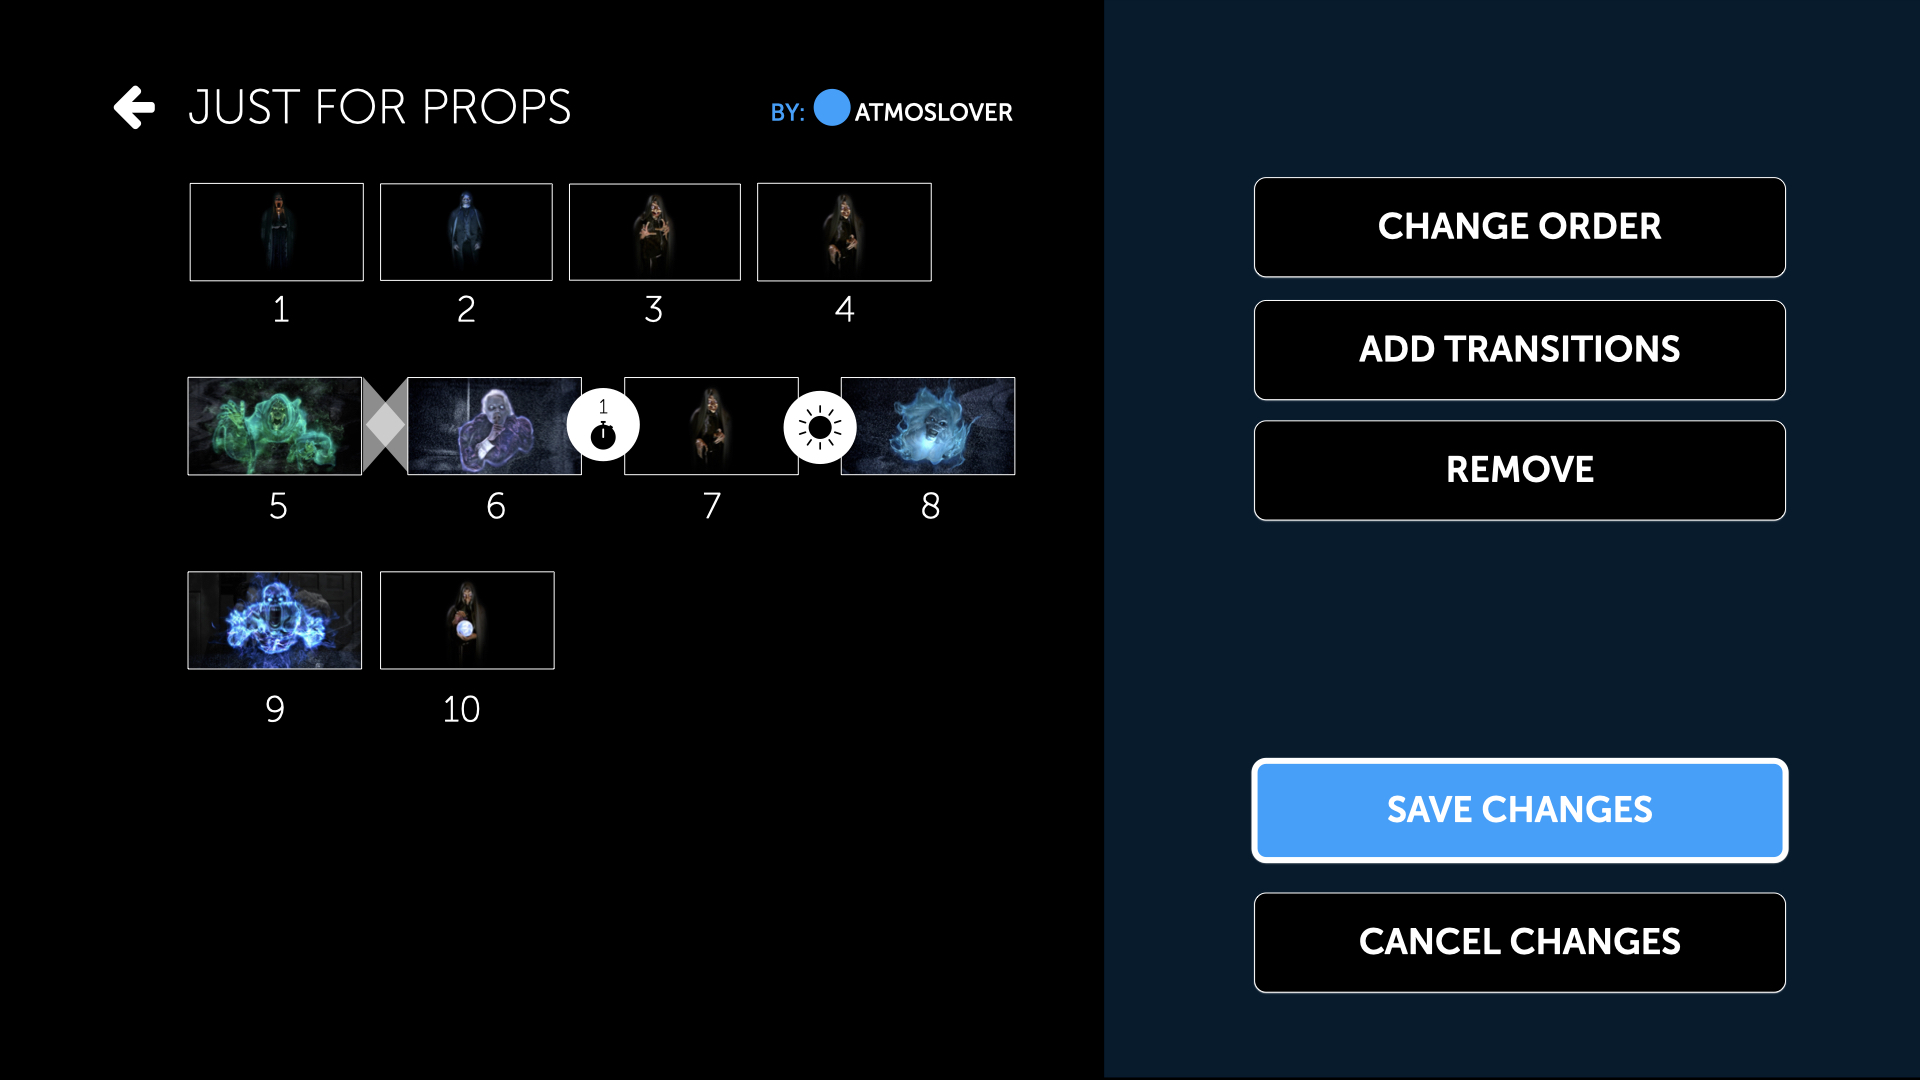 JUST FOR PROPS
BY: ATMOSLOVER
1 2 3 4
1
5 6 7 8
9 10
CHANGE ORDER
ADD TRANSITIONS
REMOVE
SAVE CHANGES
CANCEL CHANGES